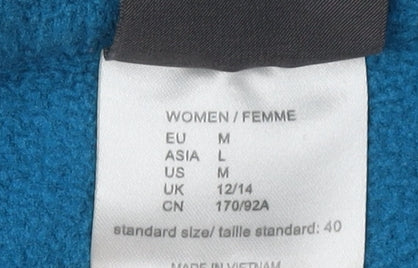 WOMEN / FEMME
EU M
ASIA L
US M
UK 12/14
CN 170/92A
standard size/ taille standard: 40
MADE IN VIETNAM